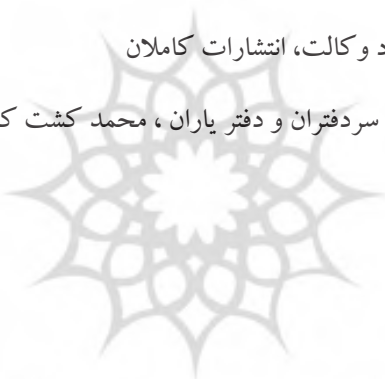 د وکالت، انتشارات کاملان
سردفتران و دفتر یاران ، محمد کشت ک